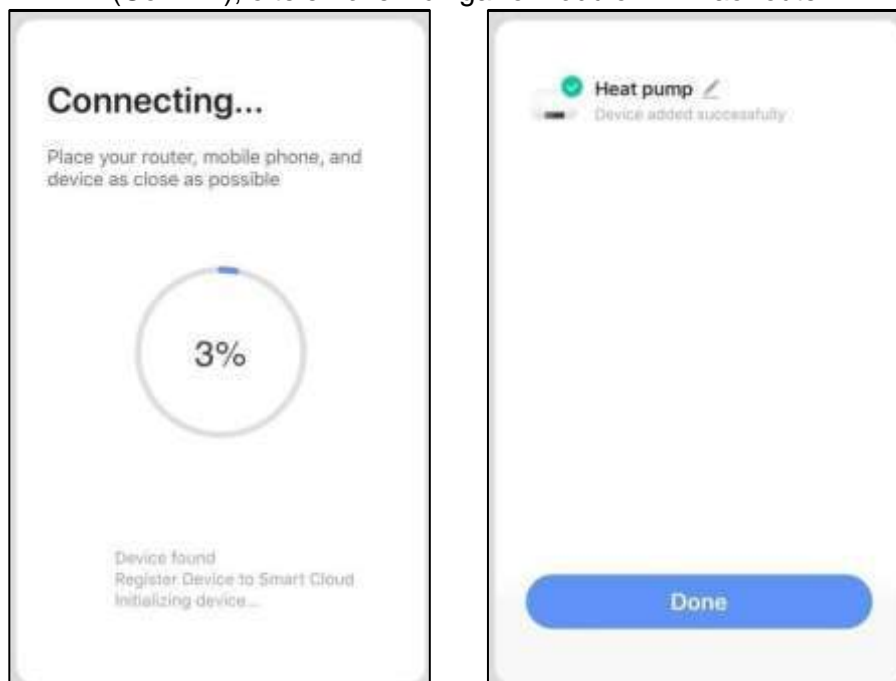 Connecting...
Place your router, mobile phone, and
device as close as possible
3%
Device found
Register Device to Smart Cloud
Initializing device...
Heat pump
Device added successfully
Done